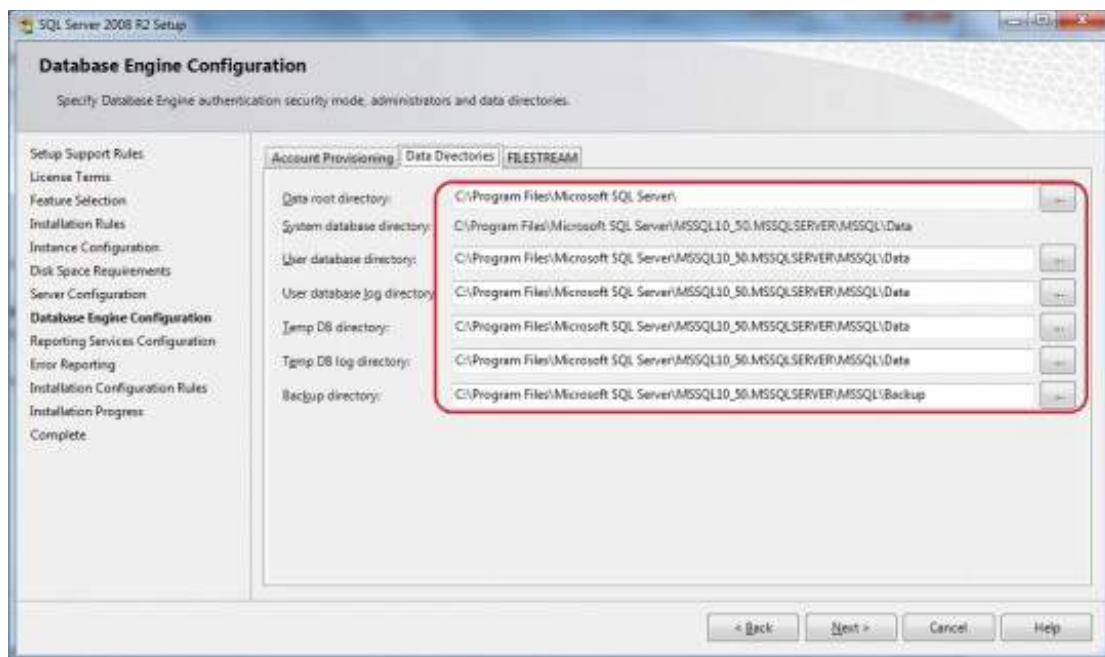 SQL Server 2008 R2 Setup
Database Engine Configuration
Specify Database Engine authentication security mode, administrators and data directories.
Setup Support Rules
License Terms
Feature Selection
Installation Rules
Instance Configuration
Disk Space Requirements
Server Configuration
Database Engine Configuration
Reporting Services Configuration
Error Reporting
Installation Configuration Rules
Installation Progress
Complete
Account Provisioning Data Directories FILESTREAM
Data root directory: C:\Program Files\Microsoft SQL Server\ ...
System database directory: C:\Program Files\Microsoft SQL Server\MSSQL10_50.MSSQLSERVER\MSSQL\Data
User database directory: C:\Program Files\Microsoft SQL Server\MSSQL10_50.MSSQLSERVER\MSSQL\Data ...
User database log directory C:\Program Files\Microsoft SQL Server\MSSQL10_50.MSSQLSERVER\MSSQL\Data ...
Temp DB directory: C:\Program Files\Microsoft SQL Server\MSSQL10_50.MSSQLSERVER\MSSQL\Data ...
Temp DB log directory: C:\Program Files\Microsoft SQL Server\MSSQL10_50.MSSQLSERVER\MSSQL\Data ...
Backup directory: C:\Program Files\Microsoft SQL Server\MSSQL10_50.MSSQLSERVER\MSSQL\Backup ...
< Back Next > Cancel Help